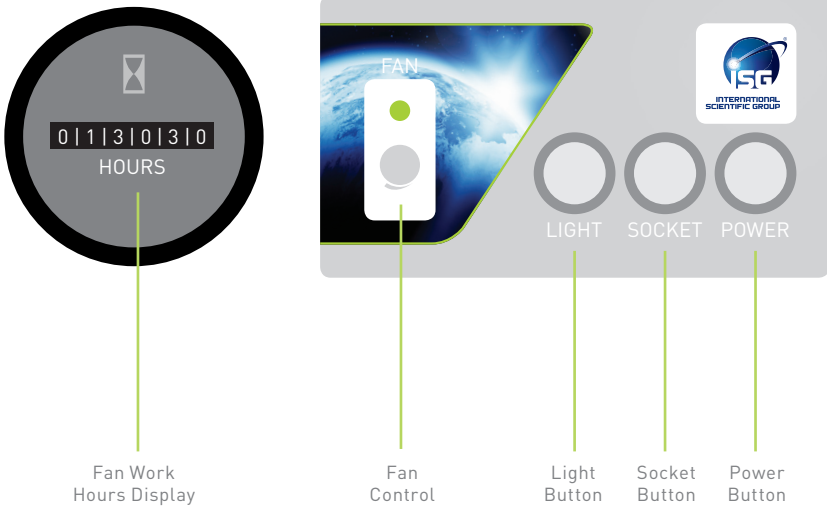 FAN
ISG
®
INTERNATIONAL
SCIENTIFIC GROUP
0|1|3|0|3|0
HOURS
LIGHT SOCKET POWER
Fan Work
Hours Display
Fan
Control
Light
Button
Socket
Button
Power
Button